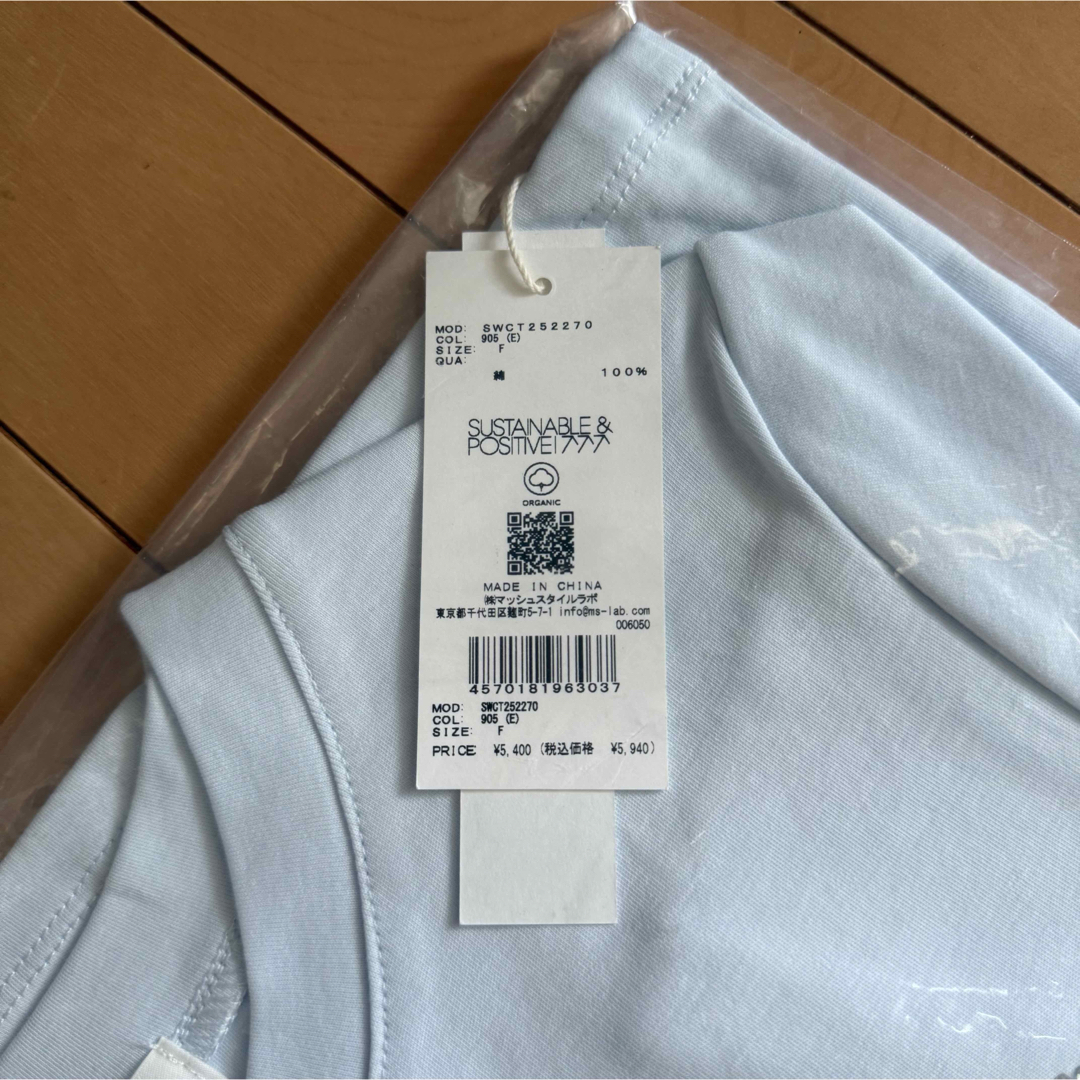 MOD: SWCT252270
COL: 905 (E)
SIZE: F
QUA:
綿 100%
SUSTAINABLE &
POSITIVE! 777
ORGANIC
MADE IN CHINA
㈱マッシュスタイルラボ
東京都千代田区麹町5-7-1 info@ms-lab.com
006050
4570181963037
MOD: SWCT252270
COL: 905 (E)
SIZE: F
PRICE ¥5,400 (税込価格 ¥5,940)